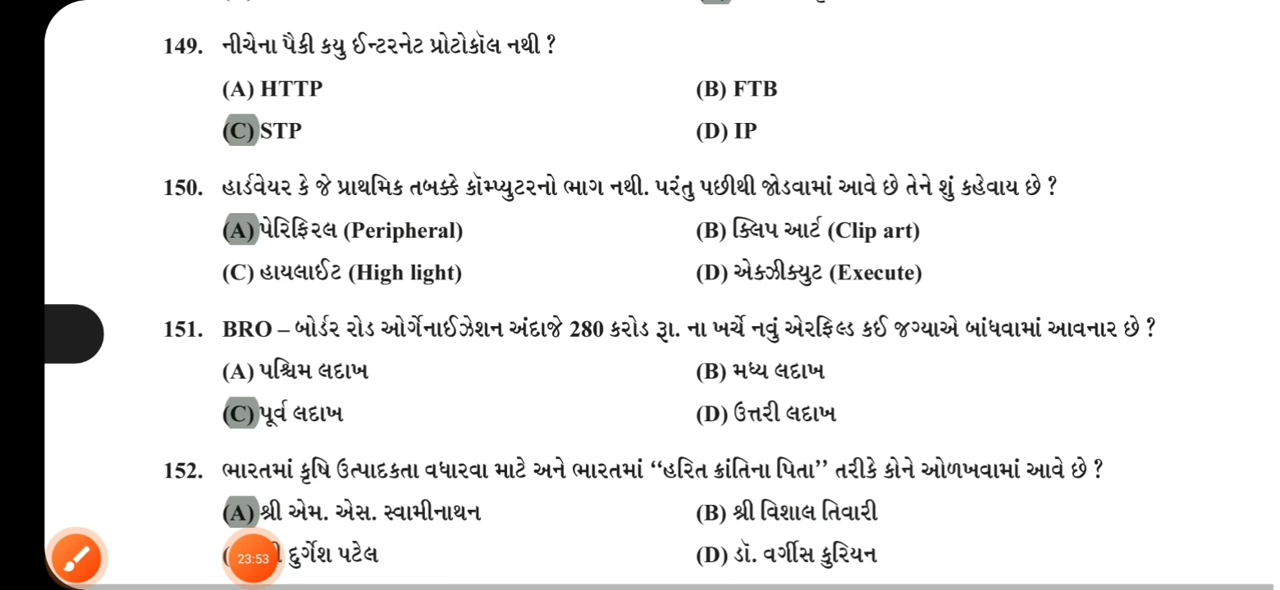 149. નીચેના પૈકી કયુ ઈન્ટરનેટ પ્રોટોકૉલ નથી ?
(A) HTTP (B) FTB
(C) STP (D) IP
150. હાર્ડવેયર કે જે પ્રાથમિક તબક્કે કૉમ્પ્યુટરનો ભાગ નથી. પરંતુ પછીથી જોડવામાં આવે છે તેને શું કહેવાય છે ?
(A) પેરિફિરલ (Peripheral) (B) ક્લિપ આર્ટ (Clip art)
(C) હાયલાઈટ (High light) (D) એક્ઝીક્યુટ (Execute)
151. BRO – બોર્ડર રોડ ઓર્ગેનાઈઝેશન અંદાજે 280 કરોડ રૂા. ના ખર્ચે નવું એરફિલ્ડ કઈ જગ્યાએ બાંધવામાં આવનાર છે ?
(A) પશ્ચિમ લદાખ (B) મધ્ય લદાખ
(C) પૂર્વ લદાખ (D) ઉત્તરી લદાખ
152. ભારતમાં કૃષિ ઉત્પાદકતા વધારવા માટે અને ભારતમાં “હરિત ક્રાંતિના પિતા” તરીકે કોને ઓળખવામાં આવે છે ?
(A) શ્રી એમ. એસ. સ્વામીનાથન (B) શ્રી વિશાલ તિવારી
23:53 દુર્ગેશ પટેલ (D) ડૉ. વર્ગીસ કુરિયન